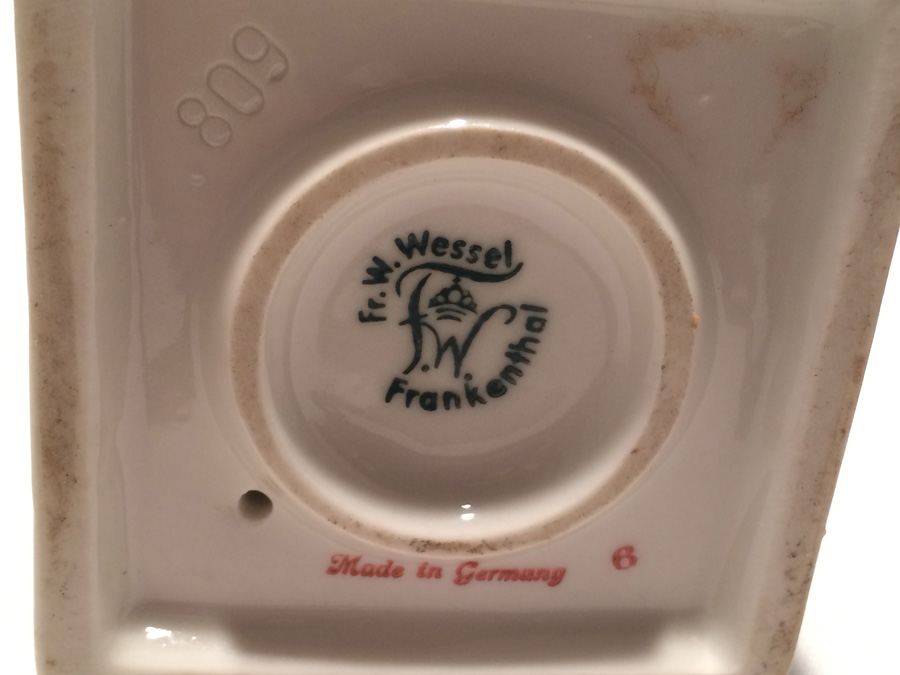 809
Fr. W. Wessel
F. W.
Frankenthal
Made in Germany 6